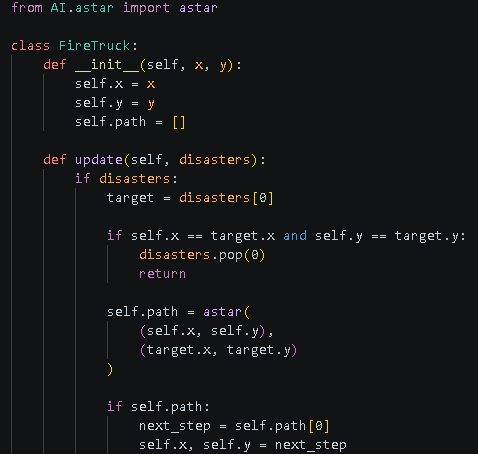 from AI.astar import astar

class FireTruck:
    def __init__(self, x, y):
        self.x = x
        self.y = y
        self.path = []

    def update(self, disasters):
        if disasters:
            target = disasters[0]

            if self.x == target.x and self.y == target.y:
                disasters.pop(0)
                return

            self.path = astar(
                (self.x, self.y),
                (target.x, target.y)
            )

            if self.path:
                next_step = self.path[0]
                self.x, self.y = next_step